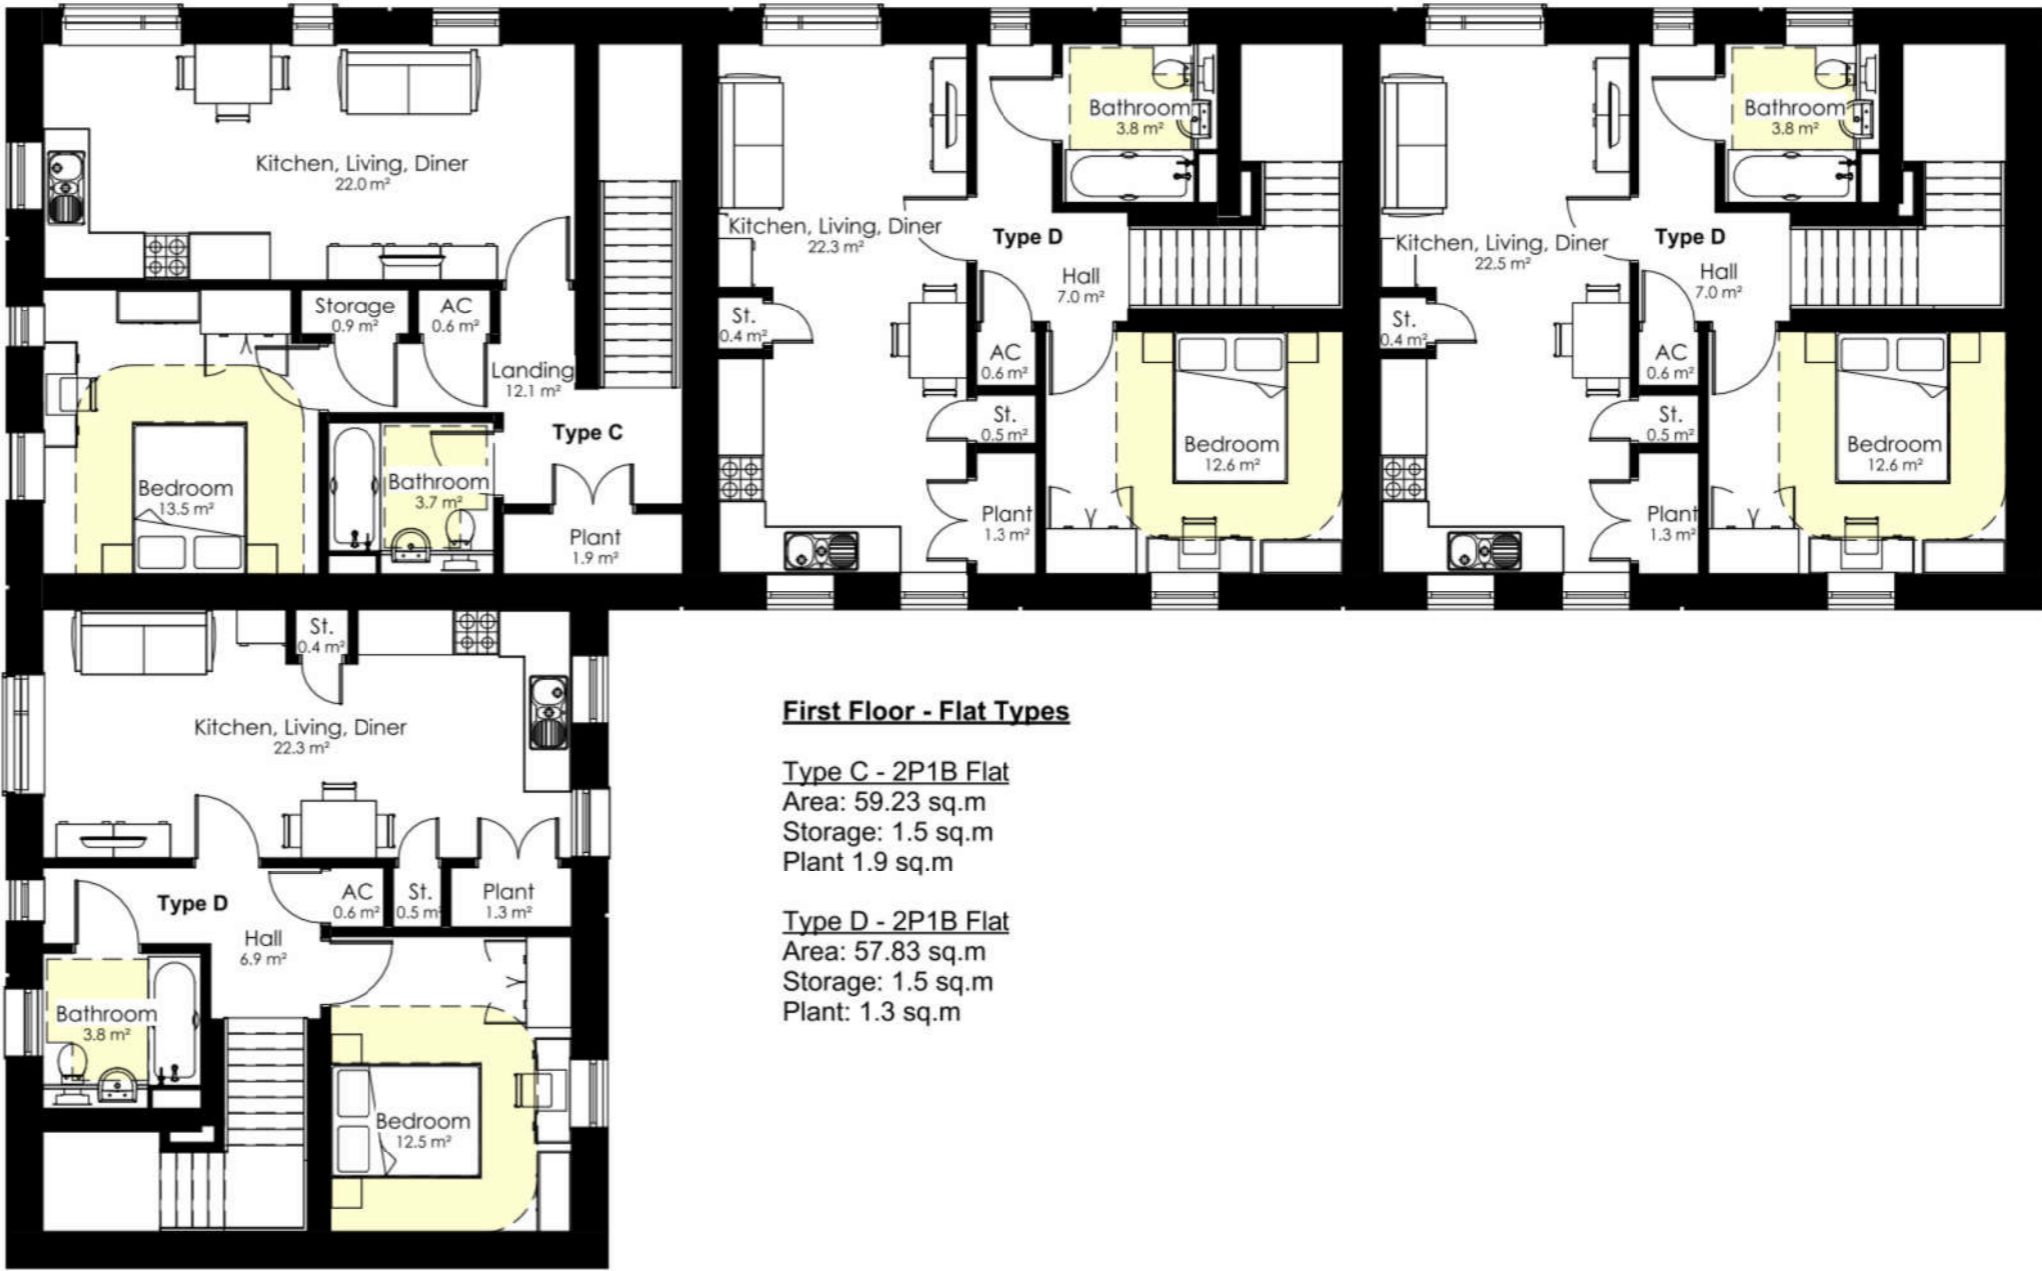 Kitchen, Living, Diner
22.0 m²
Storage
0.9 m²
AC
0.6 m²
Landing
12.1 m²
Type C
Bedroom
13.5 m²
Bathroom
3.7 m²
Plant
1.9 m²
Bathroom
3.8 m²
Kitchen, Living, Diner
22.3 m²
Type D
Hall
7.0 m²
St.
0.4 m²
AC
0.6 m²
St.
0.5 m²
Bedroom
12.6 m²
Plant
1.3 m²
Bathroom
3.8 m²
Kitchen, Living, Diner
22.5 m²
Type D
Hall
7.0 m²
St.
0.4 m²
AC
0.6 m²
St.
0.5 m²
Bedroom
12.6 m²
Plant
1.3 m²
St.
0.4 m²
Kitchen, Living, Diner
22.3 m²
Type D
AC
0.6 m²
St.
0.5 m²
Plant
1.3 m²
Hall
6.9 m²
Bathroom
3.8 m²
Bedroom
12.5 m²
First Floor - Flat Types
Type C - 2P1B Flat
Area: 59.23 sq.m
Storage: 1.5 sq.m
Plant 1.9 sq.m
Type D - 2P1B Flat
Area: 57.83 sq.m
Storage: 1.5 sq.m
Plant: 1.3 sq.m